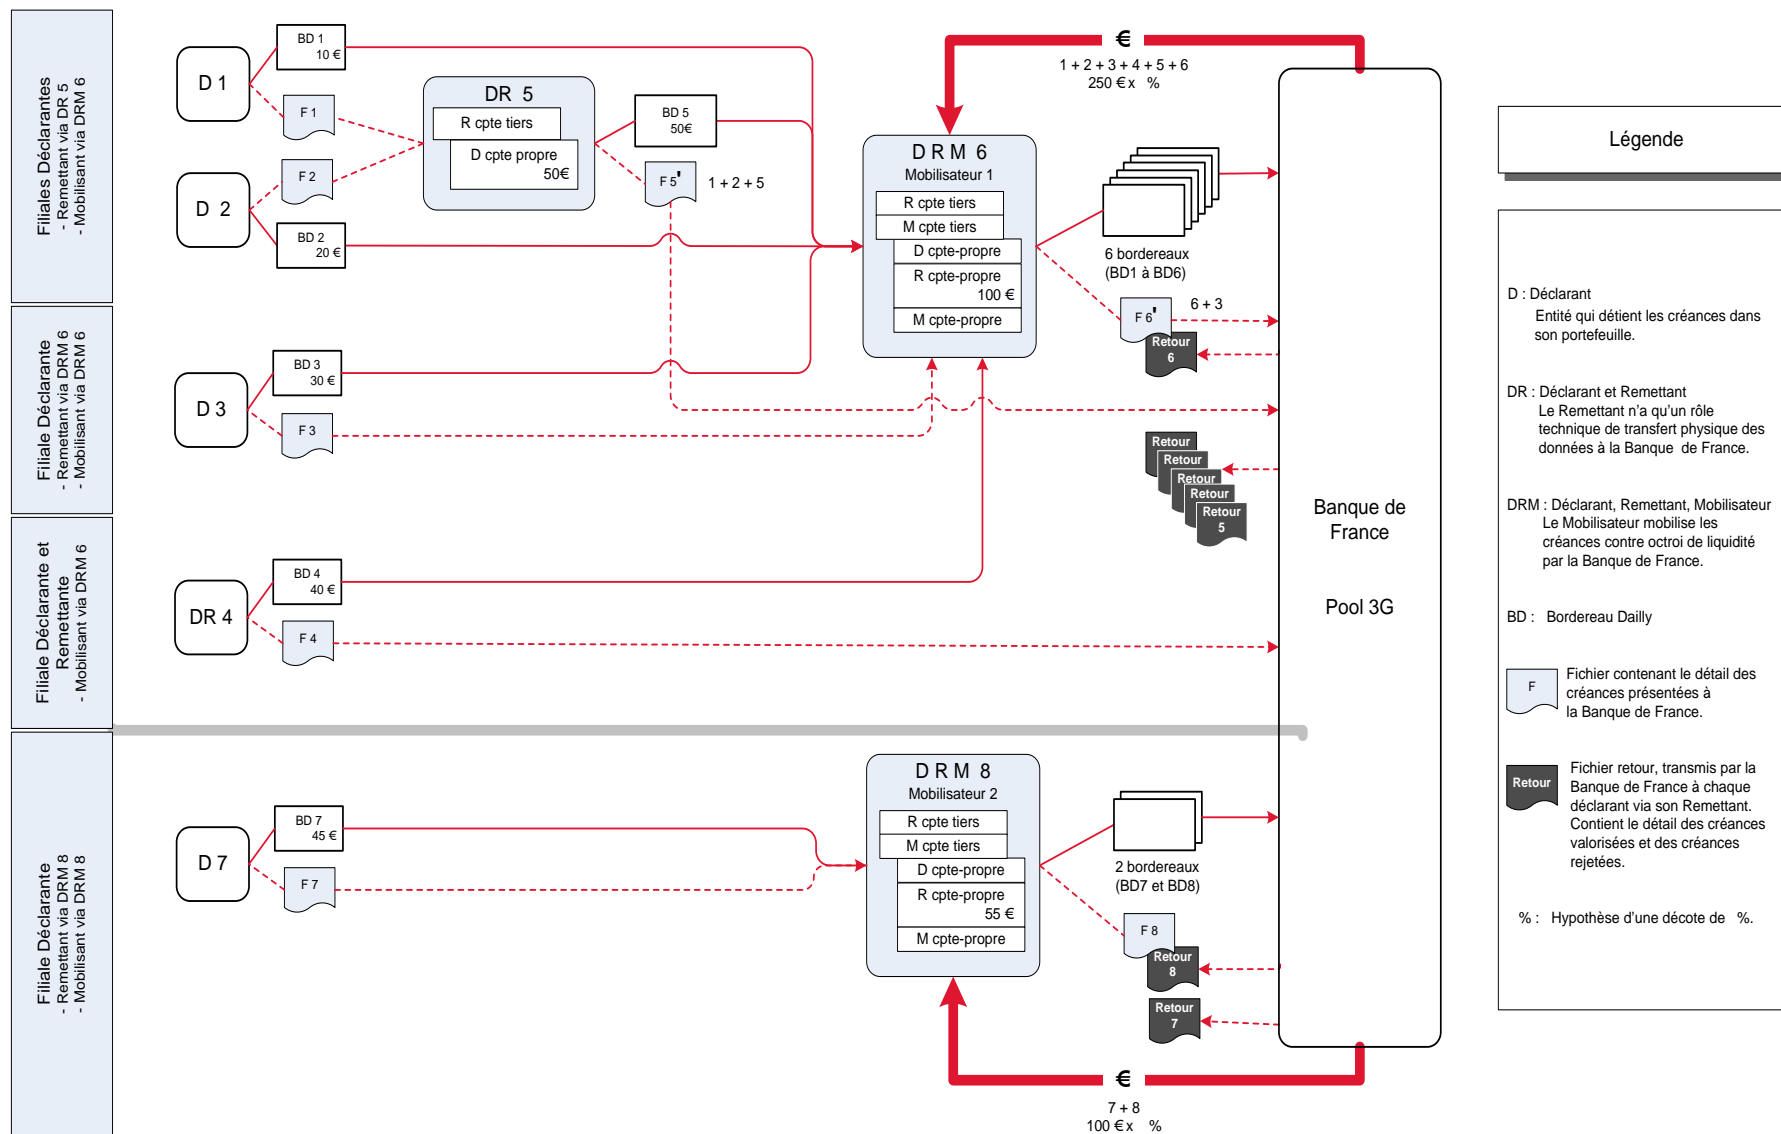 Filiales Déclarantes
- Remettant via DR 5
- Mobilisant via DRM 6
Filiale Déclarante
- Remettant via DRM 6
- Mobilisant via DRM 6
Filiale Déclarante et
Remettante
- Mobilisant via DRM 6
Filiale Déclarante
- Remettant via DRM 8
- Mobilisant via DRM 8
D 1
BD 1
10 €
F 1
D 2
F 2
BD 2
20 €
DR 5
R cpte tiers
D cpte propre
50€
BD 5
50€
F 5'
1 + 2 + 5
D 3
BD 3
30 €
F 3
DR 4
BD 4
40 €
F 4
€
1 + 2 + 3 + 4 + 5 + 6
250 € x %
D R M 6
Mobilisateur 1
R cpte tiers
M cpte tiers
D cpte-propre
R cpte-propre
100 €
M cpte-propre
6 bordereaux
(BD1 à BD6)
F 6'
6 + 3
Retour
6
Retour
Retour
Retour
Retour
Retour
5
Banque de
France
Pool 3G
D 7
BD 7
45 €
F 7
D R M 8
Mobilisateur 2
R cpte tiers
M cpte tiers
D cpte-propre
R cpte-propre
55 €
M cpte-propre
2 bordereaux
(BD7 et BD8)
F 8
Retour
8
Retour
7
€
7 + 8
100 € x %
Légende
D : Déclarant
Entité qui détient les créances dans
son portefeuille.
DR : Déclarant et Remettant
Le Remettant n'a qu'un rôle
technique de transfert physique des
données à la Banque de France.
DRM : Déclarant, Remettant, Mobilisateur
Le Mobilisateur mobilise les
créances contre octroi de liquidité
par la Banque de France.
BD : Bordereau Dailly
F
Fichier contenant le détail des
créances présentées à
la Banque de France.
Retour
Fichier retour, transmis par la
Banque de France à chaque
déclarant via son Remettant.
Contient le détail des créances
valorisées et des créances
rejetées.
% : Hypothèse d'une décote de %.